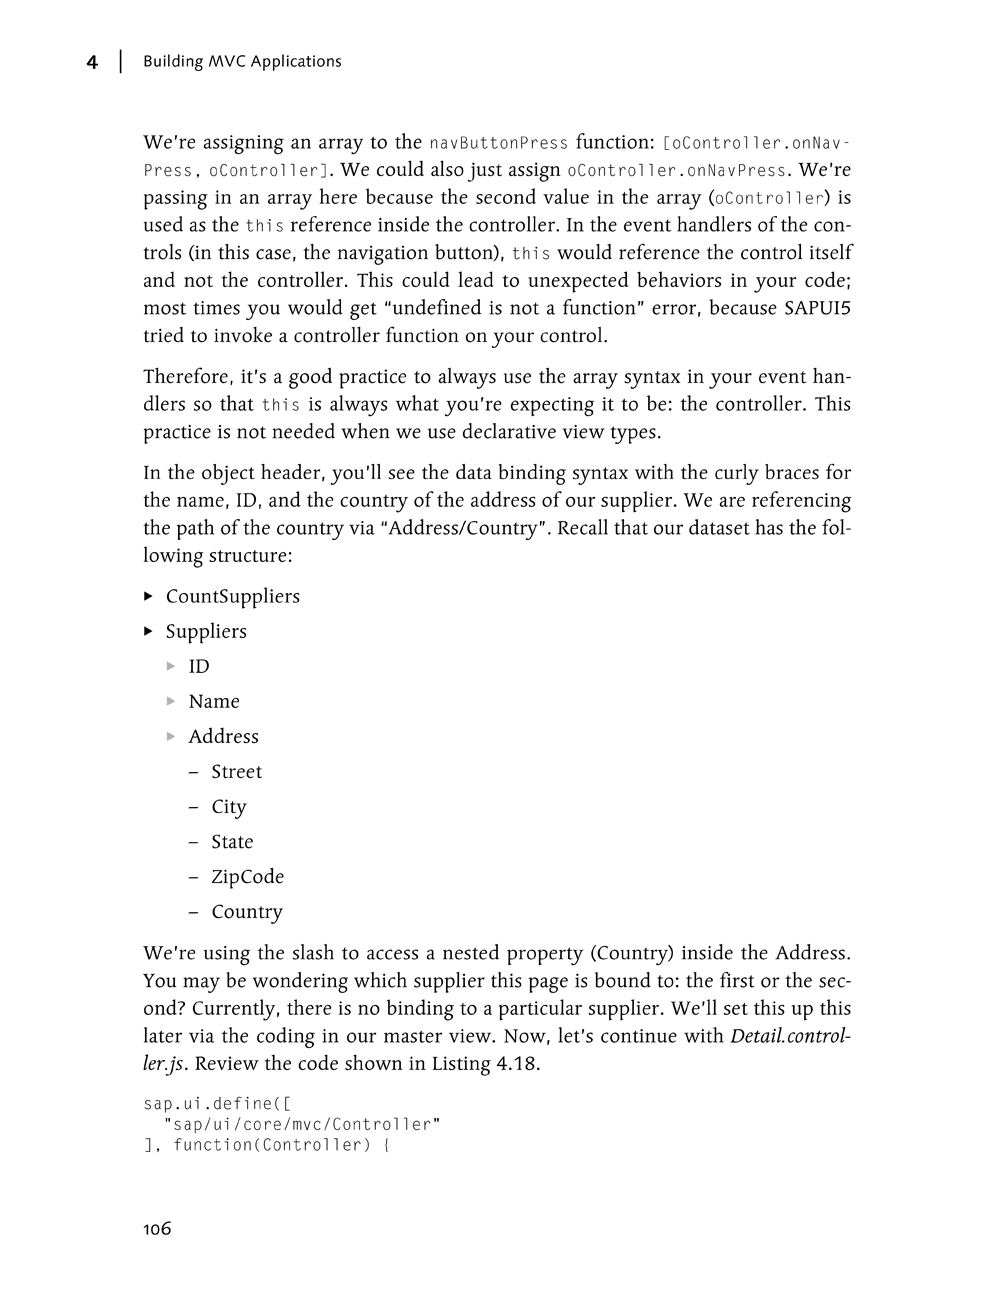 4 | Building MVC Applications
We're assigning an array to the navButtonPress function: [oController.onNav-
Press, oController]. We could also just assign oController.onNavPress. We're
passing in an array here because the second value in the array (oController) is
used as the this reference inside the controller. In the event handlers of the con-
trols (in this case, the navigation button), this would reference the control itself
and not the controller. This could lead to unexpected behaviors in your code;
most times you would get “undefined is not a function” error, because SAPUI5
tried to invoke a controller function on your control.
Therefore, it's a good practice to always use the array syntax in your event han-
dlers so that this is always what you're expecting it to be: the controller. This
practice is not needed when we use declarative view types.
In the object header, you'll see the data binding syntax with the curly braces for
the name, ID, and the country of the address of our supplier. We are referencing
the path of the country via “Address/Country”. Recall that our dataset has the fol-
lowing structure:
▶ CountSuppliers
▶ Suppliers
▶ ID
▶ Name
▶ Address
– Street
– City
– State
– ZipCode
– Country
We're using the slash to access a nested property (Country) inside the Address.
You may be wondering which supplier this page is bound to: the first or the sec-
ond? Currently, there is no binding to a particular supplier. We'll set this up this
later via the coding in our master view. Now, let's continue with Detail.control-
ler.js. Review the code shown in Listing 4.18.
sap.ui.define([
"sap/ui/core/mvc/Controller"
], function(Controller) {
106